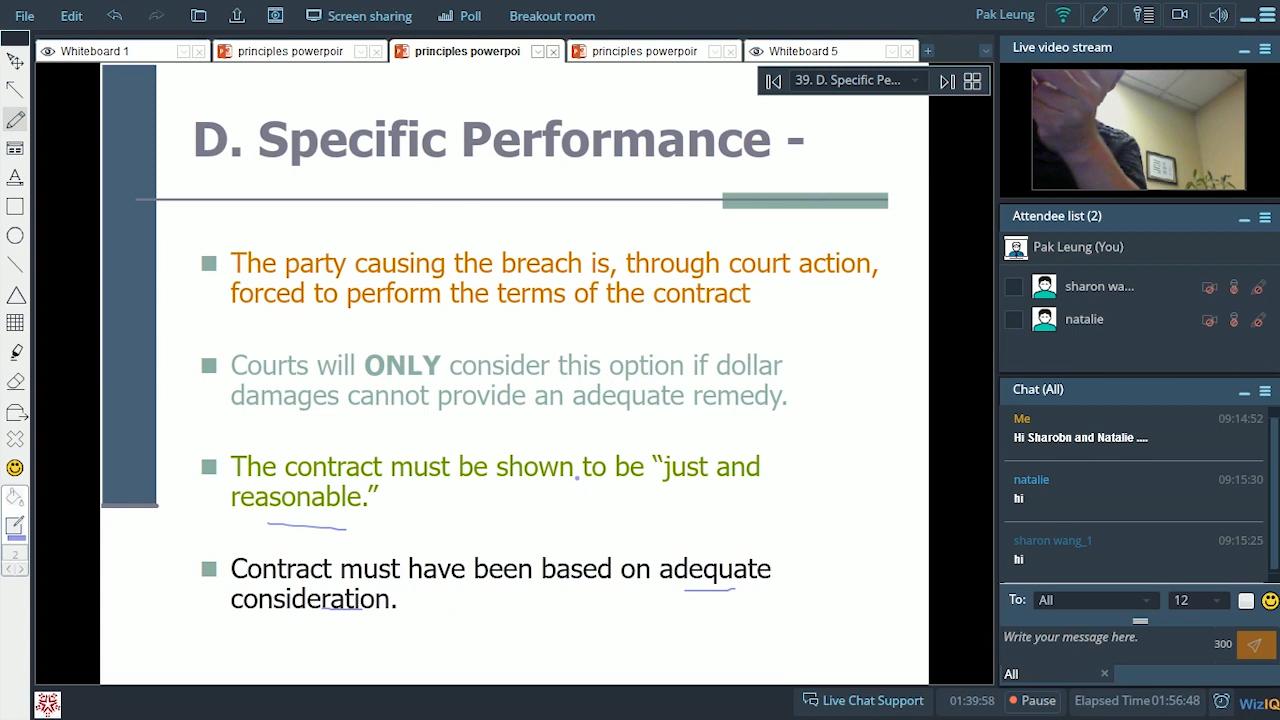 File Edit Screen sharing Poll Breakout room Pak Leung
Whiteboard 1 principles powerpoir principles powerpoi principles powerpoir Whiteboard 5
39. D. Specific Pe...
D. Specific Performance -
The party causing the breach is, through court action,
forced to perform the terms of the contract
Courts will ONLY consider this option if dollar
damages cannot provide an adequate remedy.
The contract must be shown to be “just and
reasonable.”
Contract must have been based on adequate
consideration.
Live video stream
Attendee list (2)
Pak Leung (You)
sharon wa...
natalie
Chat (All)
Me 09:14:52
Hi Sharobn and Natalie ....
natalie 09:15:30
hi
sharon wang_1 09:15:25
hi
To: All 12
Write your message here. 300
All
2
Live Chat Support 01:39:58 Pause Elapsed Time 01:56:48 WizIQ